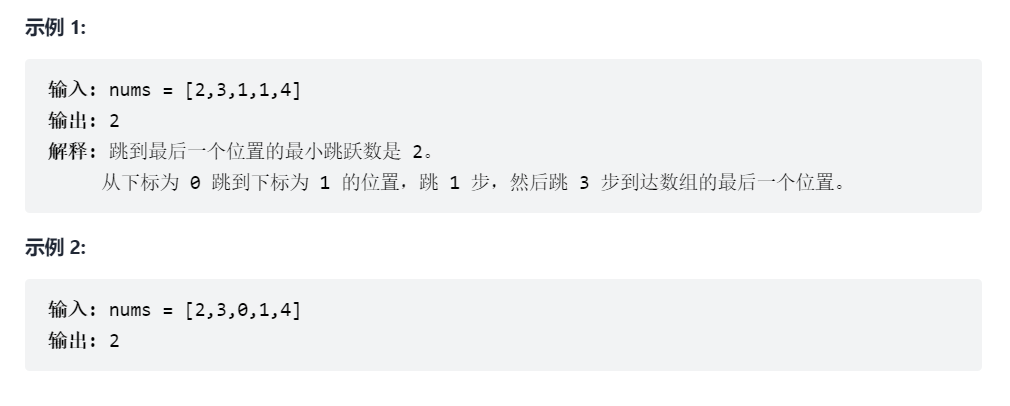 示例 1:
输入: nums = [2,3,1,1,4]
输出: 2
解释: 跳到最后一个位置的最小跳跃数是 2。
从下标为 0 跳到下标为 1 的位置，跳 1 步，然后跳 3 步到达数组的最后一个位置。
示例 2:
输入: nums = [2,3,0,1,4]
输出: 2